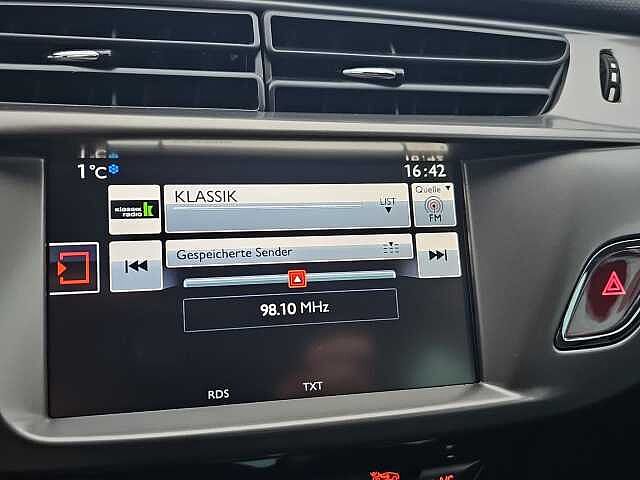 1°C
16:42
klassik
radio
KLASSIK
LIST
Quelle
FM
Gespeicherte Sender
98.10 MHz
RDS
TXT